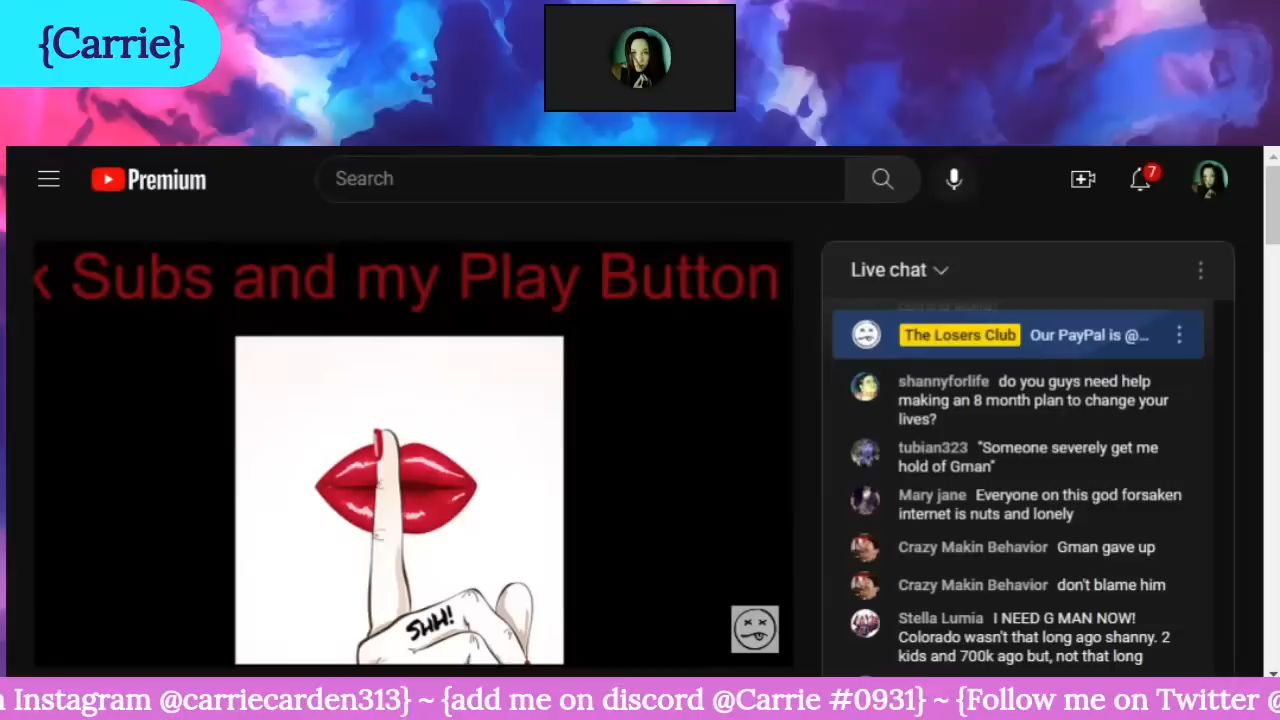 {Carrie}
Premium
Search
7
k Subs and my Play Button
SHH!
Live chat
The Losers Club Our PayPal is @...
shannyforlife do you guys need help
making an 8 month plan to change your
lives?
tubian323 "Someone severely get me
hold of Gman"
Mary jane Everyone on this god forsaken
internet is nuts and lonely
Crazy Makin Behavior Gman gave up
Crazy Makin Behavior don't blame him
Stella Lumia I NEED G MAN NOW!
Colorado wasn't that long ago shanny. 2
kids and 700k ago but, not that long
n Instagram @carriecarden313} ~ {add me on discord @Carrie #0931} ~ {Follow me on Twitter @